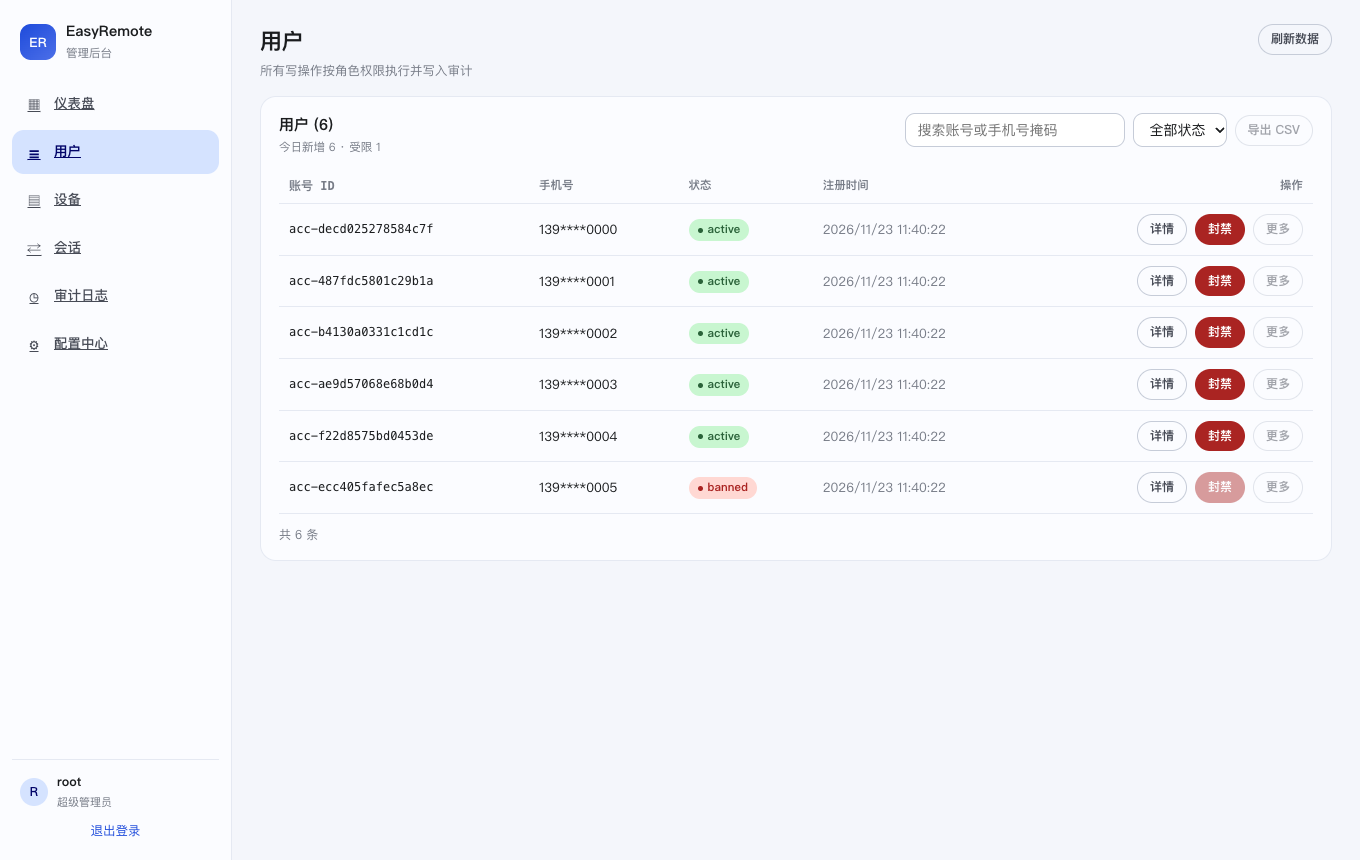 ER
EasyRemote
管理后台
仪表盘
用户
设备
会话
审计日志
配置中心
root
超级管理员
R
退出登录
用户
所有写操作按角色权限执行并写入审计
刷新数据
用户 (6)
今日新增 6 · 受限 1
搜索账号或手机号掩码
全部状态
导出 CSV
账号 ID 手机号 状态 注册时间 操作
acc-decd025278584c7f 139****0000 active 2026/11/23 11:40:22 详情 封禁 更多
acc-487fdc5801c29b1a 139****0001 active 2026/11/23 11:40:22 详情 封禁 更多
acc-b4130a0331c1cd1c 139****0002 active 2026/11/23 11:40:22 详情 封禁 更多
acc-ae9d57068e68b0d4 139****0003 active 2026/11/23 11:40:22 详情 封禁 更多
acc-f22d8575bd0453de 139****0004 active 2026/11/23 11:40:22 详情 封禁 更多
acc-ecc405fafec5a8ec 139****0005 banned 2026/11/23 11:40:22 详情 封禁 更多
共 6 条